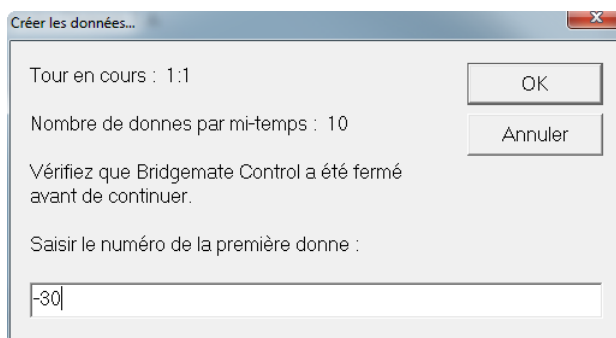 Créer les données...
Tour en cours : 1:1
OK
Nombre de donnes par mi-temps : 10
Annuler
Vérifiez que Bridgemate Control a été fermé
avant de continuer.
Saisir le numéro de la première donne :
-30